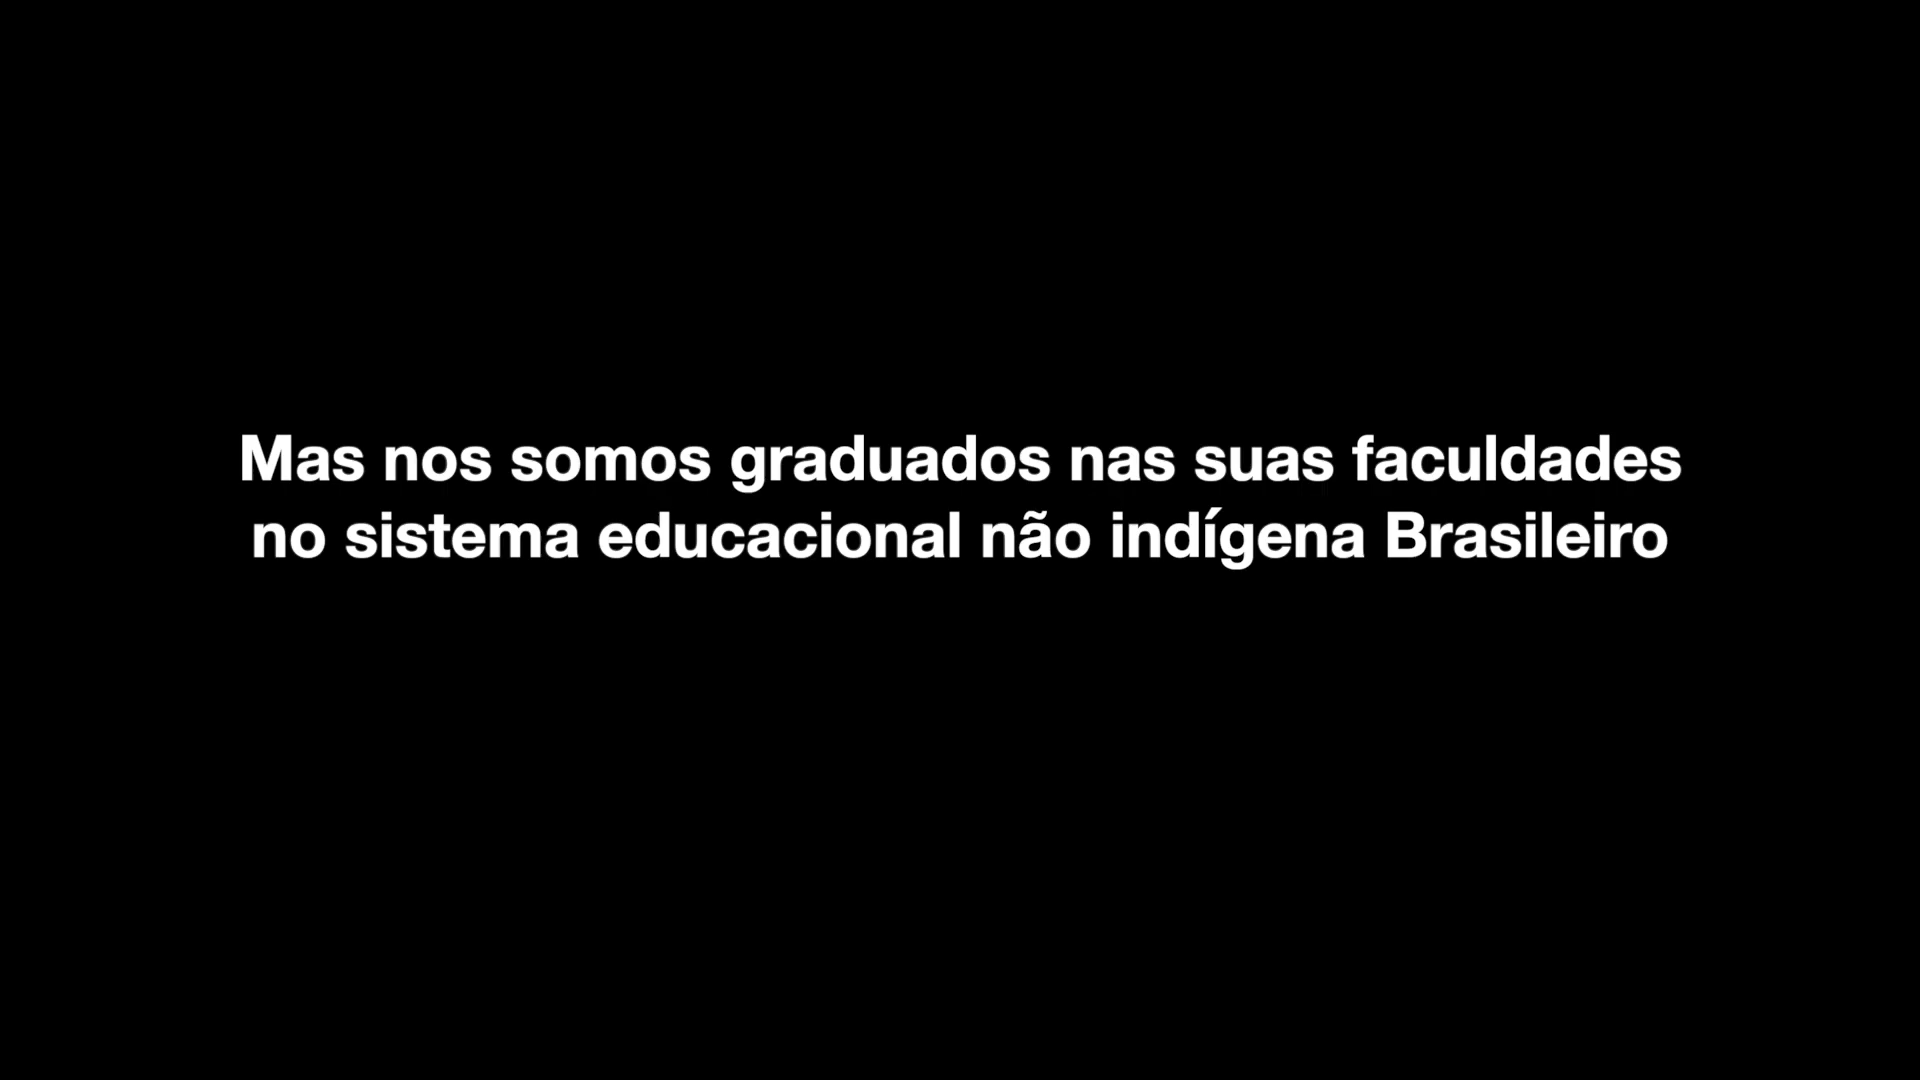 Mas nos somos graduados nas suas faculdades
no sistema educacional não indígena Brasileiro